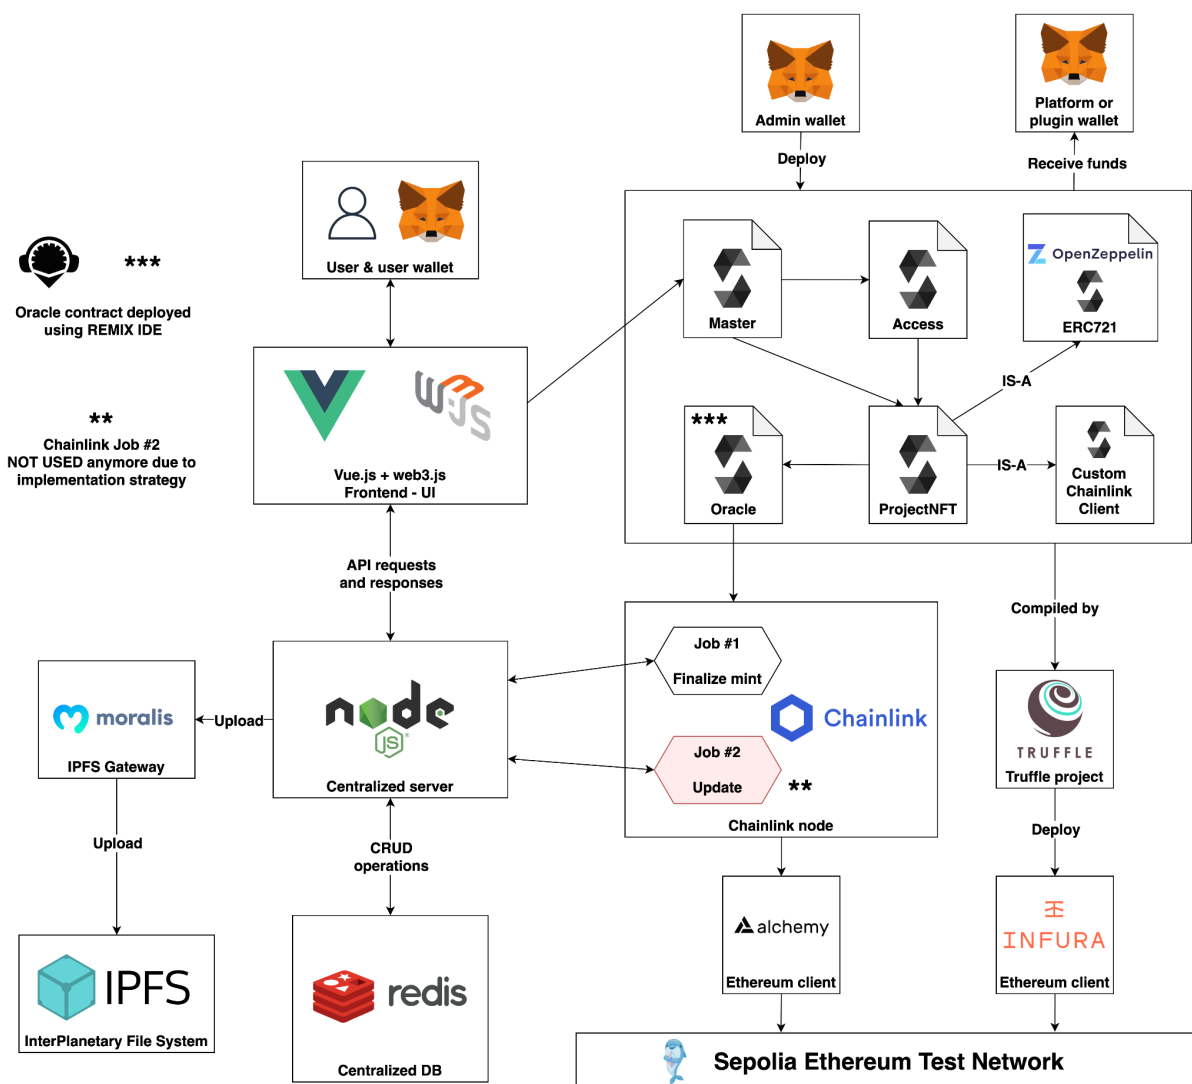 Admin wallet
Platform or
plugin wallet
Deploy
Receive funds
User & user wallet
***
Oracle contract deployed
using REMIX IDE
**
Chainlink Job #2
NOT USED anymore due to
implementation strategy
Master
Access
OpenZeppelin
ERC721
IS-A
W3JS
Vue.js + web3.js
Frontend - UI
***
Oracle
ProjectNFT
IS-A
Custom
Chainlink
Client
API requests
and responses
Compiled by
Job #1
Finalize mint
Chainlink
Job #2
Update
**
Chainlink node
node
JS
Centralized server
Upload
moralis
IPFS Gateway
TRUFFLE
Truffle project
Upload
CRUD
operations
Deploy
alchemy
Ethereum client
INFURA
Ethereum client
IPFS
InterPlanetary File System
redis
Centralized DB
Sepolia Ethereum Test Network